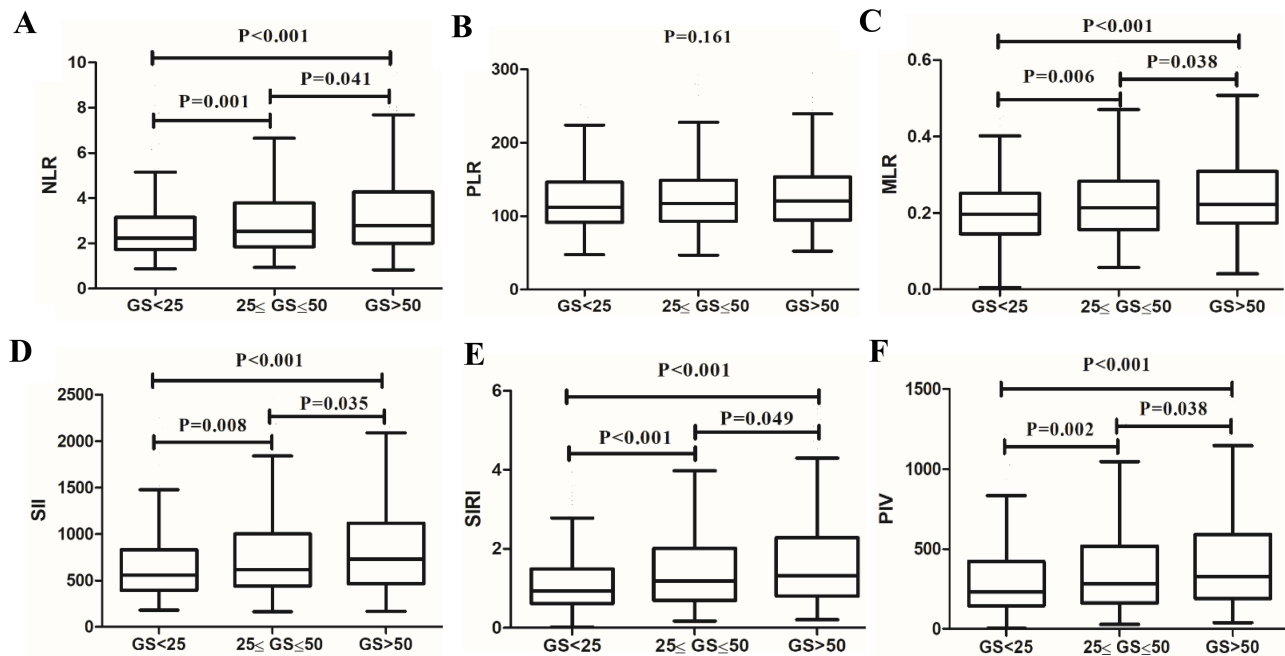 A
P<0.001
P=0.041
P=0.001
NLR
10
8
6
4
2
0
GS<25 25≤ GS≤50 GS>50
B
P=0.161
PLR
300
200
100
0
GS<25 25≤ GS≤50 GS>50
C
P<0.001
P=0.038
P=0.006
MLR
0.6
0.4
0.2
0.0
GS<25 25≤ GS≤50 GS>50
D
P<0.001
P=0.035
P=0.008
SII
2500
2000
1500
1000
500
0
GS<25 25≤ GS≤50 GS>50
E
P<0.001
P=0.049
P<0.001
SIRI
6
4
2
0
GS<25 25≤ GS≤50 GS>50
F
P<0.001
P=0.038
P=0.002
PIV
1500
1000
500
0
GS<25 25≤ GS≤50 GS>50